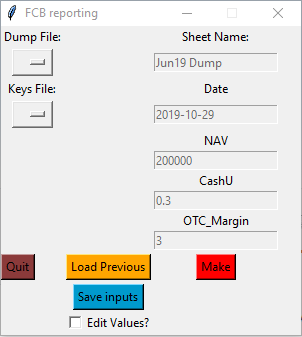 FCB reporting
Dump File:
Sheet Name:
Jun19 Dump
Keys File:
Date
2019-10-29
NAV
200000
CashU
0.3
OTC_Margin
3
Quit
Load Previous
Make
Save inputs
Edit Values?